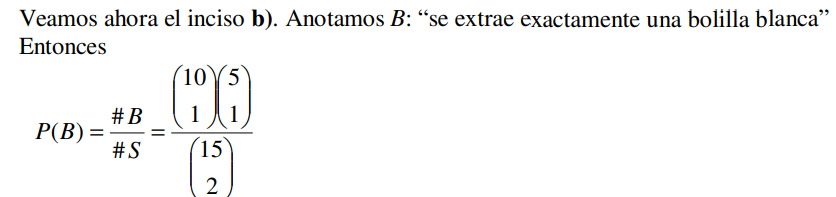 Veamos ahora el inciso b). Anotamos B: “se extrae exactamente una bolilla blanca”
Entonces
P(B) = #B / #S = (10 1)(5 1) / (15 2)